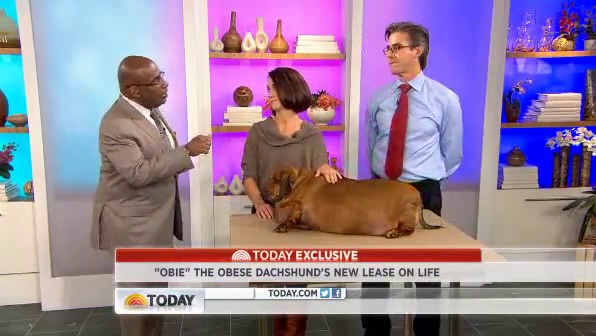 TODAY EXCLUSIVE
"OBIE" THE OBESE DACHSHUND'S NEW LEASE ON LIFE
TODAY TODAY.COM